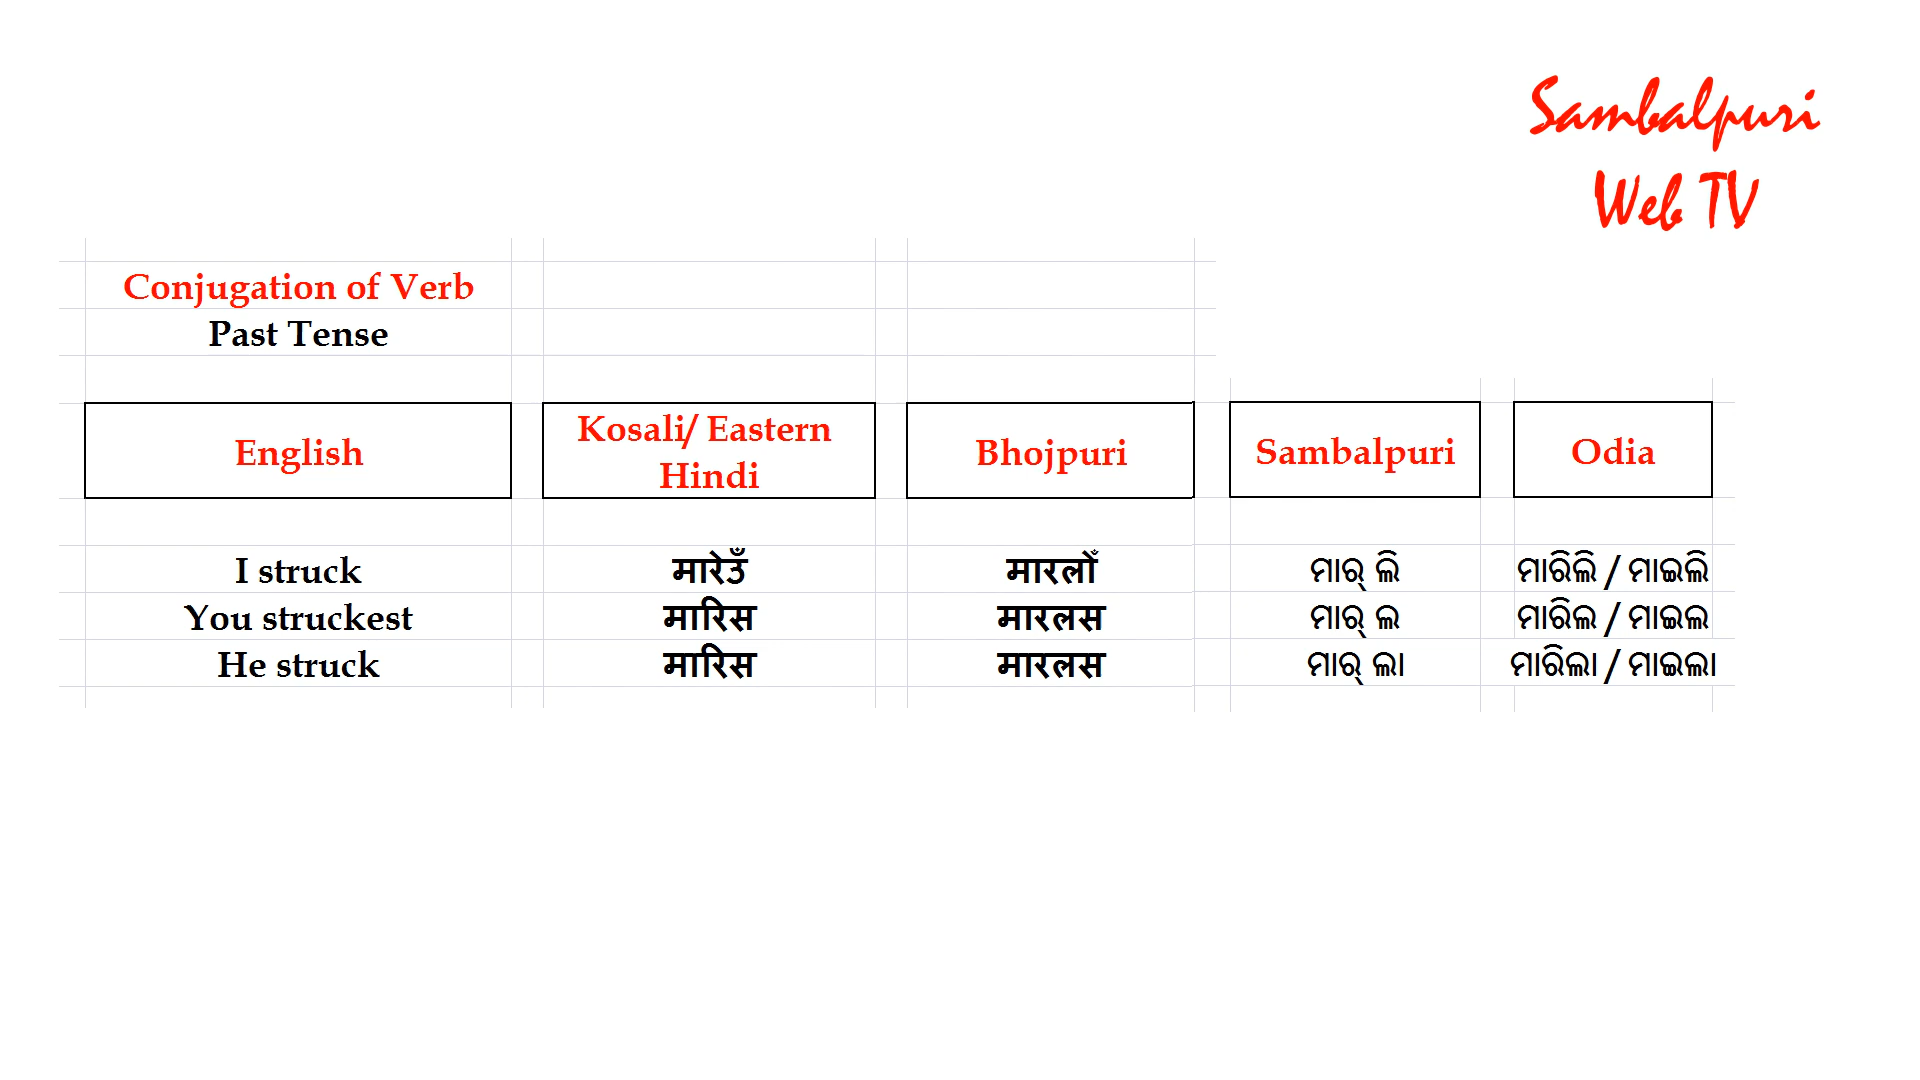 Sambalpuri
Web TV
Conjugation of Verb
Past Tense
English Kosali/ Eastern Hindi Bhojpuri Sambalpuri Odia
I struck मारेउँ मारलोँ ମାର୍ ଲି ମାରିଲି / ମାଇଲି
You struckest मारिस मारलस ମାର୍ ଲ ମାରିଲ / ମାଇଲ
He struck मारिस मारलस ମାର୍ ଲା ମାରିଲା / ମାଇଲା